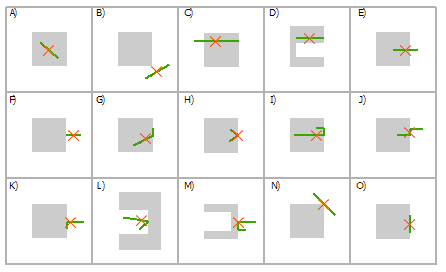 A) B) C) D) E)
F) G) H) I) J)
K) L) M) N) O)